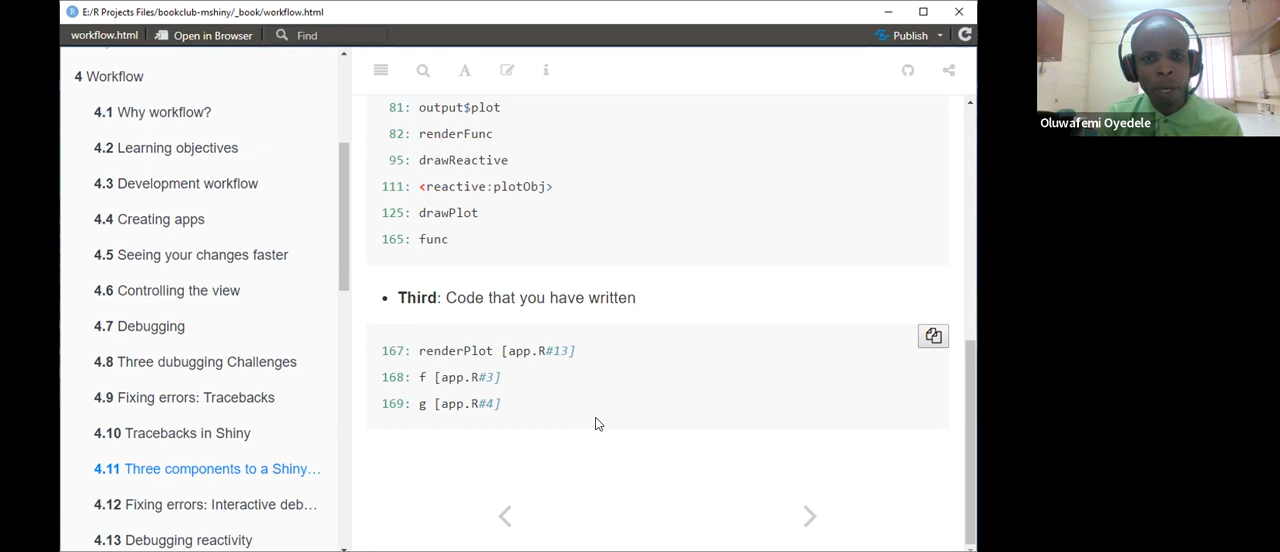 E:/R Projects Files/bookclub-mshiny/_book/workflow.html
workflow.html
Open in Browser
Find
Publish
4 Workflow
4.1 Why workflow?
4.2 Learning objectives
4.3 Development workflow
4.4 Creating apps
4.5 Seeing your changes faster
4.6 Controlling the view
4.7 Debugging
4.8 Three dubugging Challenges
4.9 Fixing errors: Tracebacks
4.10 Tracebacks in Shiny
4.11 Three components to a Shiny…
4.12 Fixing errors: Interactive deb…
4.13 Debugging reactivity
81: output$plot
82: renderFunc
95: drawReactive
111: <reactive:plotObj>
125: drawPlot
165: func
• Third: Code that you have written
167: renderPlot [app.R#13]
168: f [app.R#3]
169: g [app.R#4]
Oluwafemi Oyedele